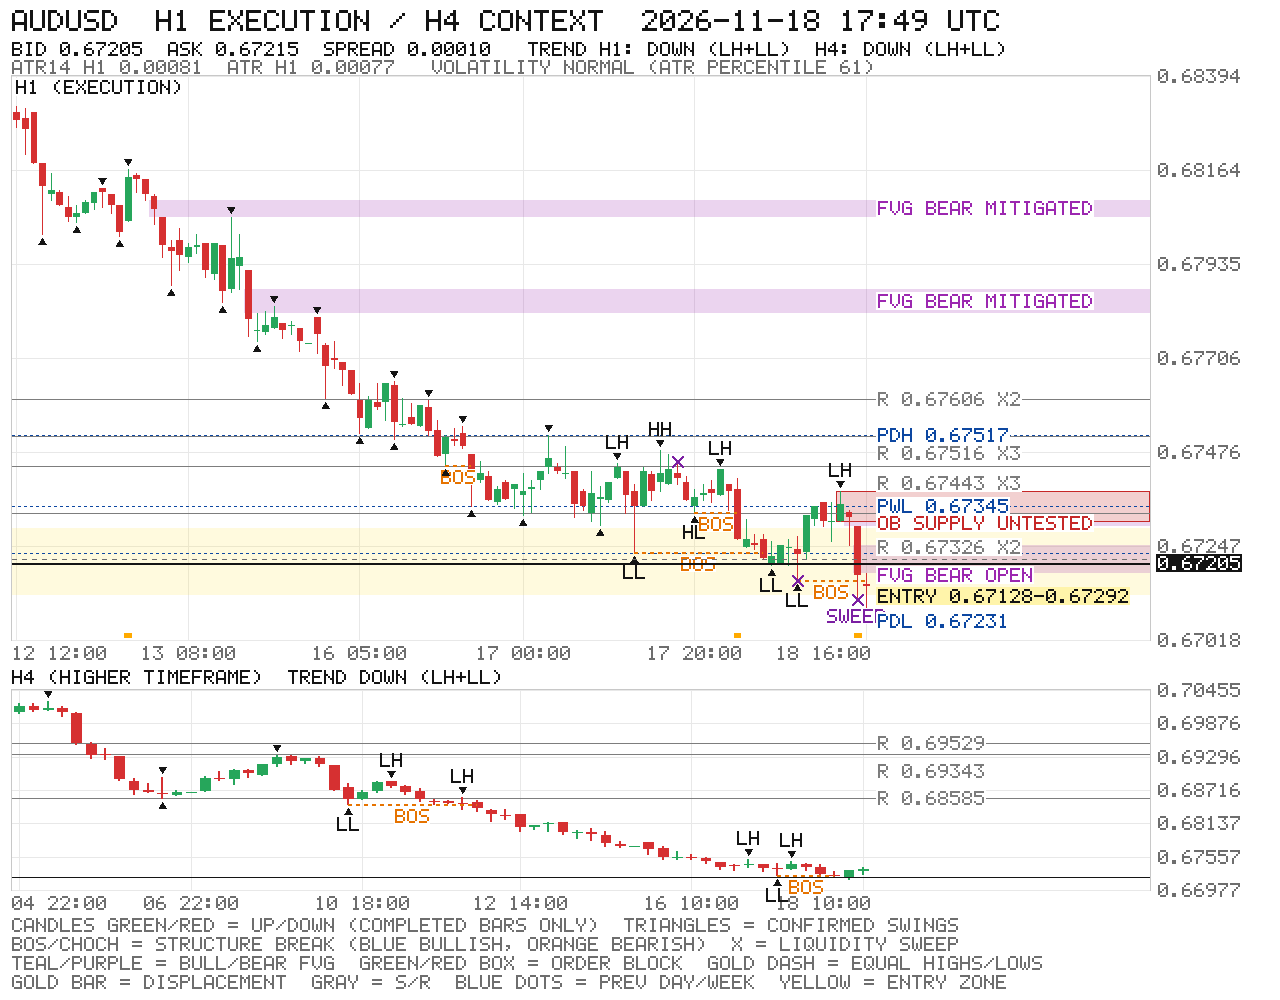 AUDUSD  H1 EXECUTION / H4 CONTEXT  2026-11-18 17:49 UTC
BID 0.67205  ASK 0.67215  SPREAD 0.00010  TREND H1: DOWN (LH+LL)  H4: DOWN (LH+LL)
ATR14 H1 0.00081  ATR H1 0.00077  VOLATILITY NORMAL (ATR PERCENTILE 61)
H1 (EXECUTION)
0.68394
0.68164
FVG BEAR MITIGATED
0.67935
FVG BEAR MITIGATED
0.67706
R 0.67606 X2
PDH 0.67517
LH
HH
LH
R 0.67516 X3
0.67476
BOS
LH
R 0.67443 X3
PWL 0.67345
BOS
OB SUPPLY UNTESTED
HL
R 0.67326 X2
0.67247
BOS
0.67205
LL
FVG BEAR OPEN
LL
BOS
ENTRY 0.67128-0.67292
LL
SWEEP
PDL 0.67231
0.67018
12 12:00
13 08:00
16 05:00
17 00:00
17 20:00
18 16:00
H4 (HIGHER TIMEFRAME)  TREND DOWN (LH+LL)
0.70455
0.69876
R 0.69529
0.69296
LH
R 0.69343
LH
0.68716
R 0.68585
BOS
LL
0.68137
LH
LH
0.67557
BOS
0.66977
LL
04 22:00
06 22:00
10 18:00
12 14:00
16 10:00
18 10:00
CANDLES GREEN/RED = UP/DOWN (COMPLETED BARS ONLY)  TRIANGLES = CONFIRMED SWINGS
BOS/CHOCH = STRUCTURE BREAK (BLUE BULLISH, ORANGE BEARISH)  X = LIQUIDITY SWEEP
TEAL/PURPLE = BULL/BEAR FVG  GREEN/RED BOX = ORDER BLOCK  GOLD DASH = EQUAL HIGHS/LOWS
GOLD BAR = DISPLACEMENT  GRAY = S/R  BLUE DOTS = PREV DAY/WEEK  YELLOW = ENTRY ZONE